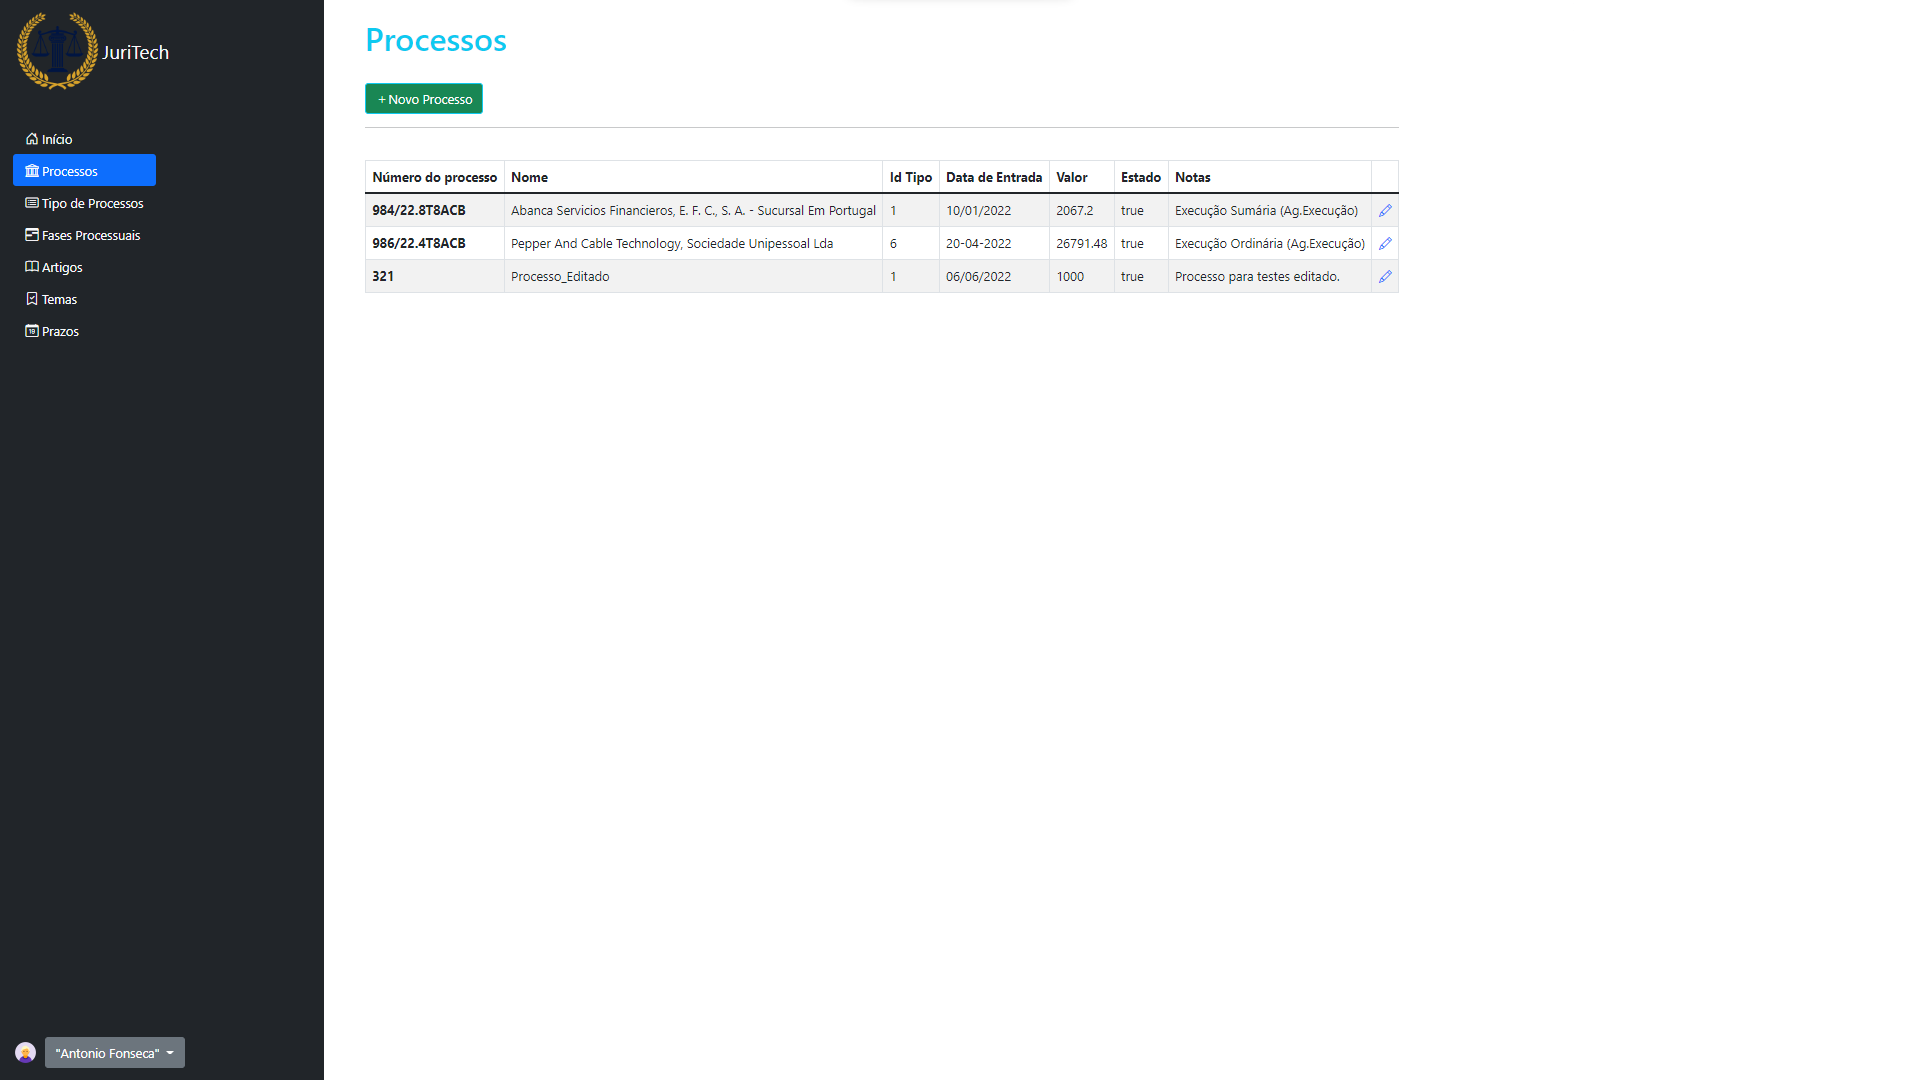 JuriTech
Início
Processos
Tipo de Processos
Fases Processuais
Artigos
Temas
Prazos
"Antonio Fonseca"
Processos
+ Novo Processo
Número do processo Nome Id Tipo Data de Entrada Valor Estado Notas
984/22.8T8ACB Abanca Servicios Financieros, E. F. C., S. A. - Sucursal Em Portugal 1 10/01/2022 2067.2 true Execução Sumária (Ag.Execução)
986/22.4T8ACB Pepper And Cable Technology, Sociedade Unipessoal Lda 6 20-04-2022 26791.48 true Execução Ordinária (Ag.Execução)
321 Processo_Editado 1 06/06/2022 1000 true Processo para testes editado.